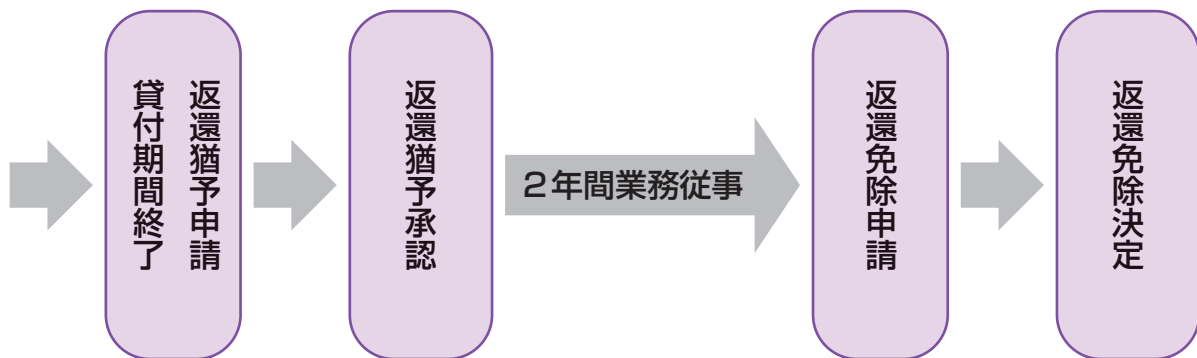 返還猶予申請
貸付期間終了
返還猶予承認
2年間業務従事
返還免除申請
返還免除決定